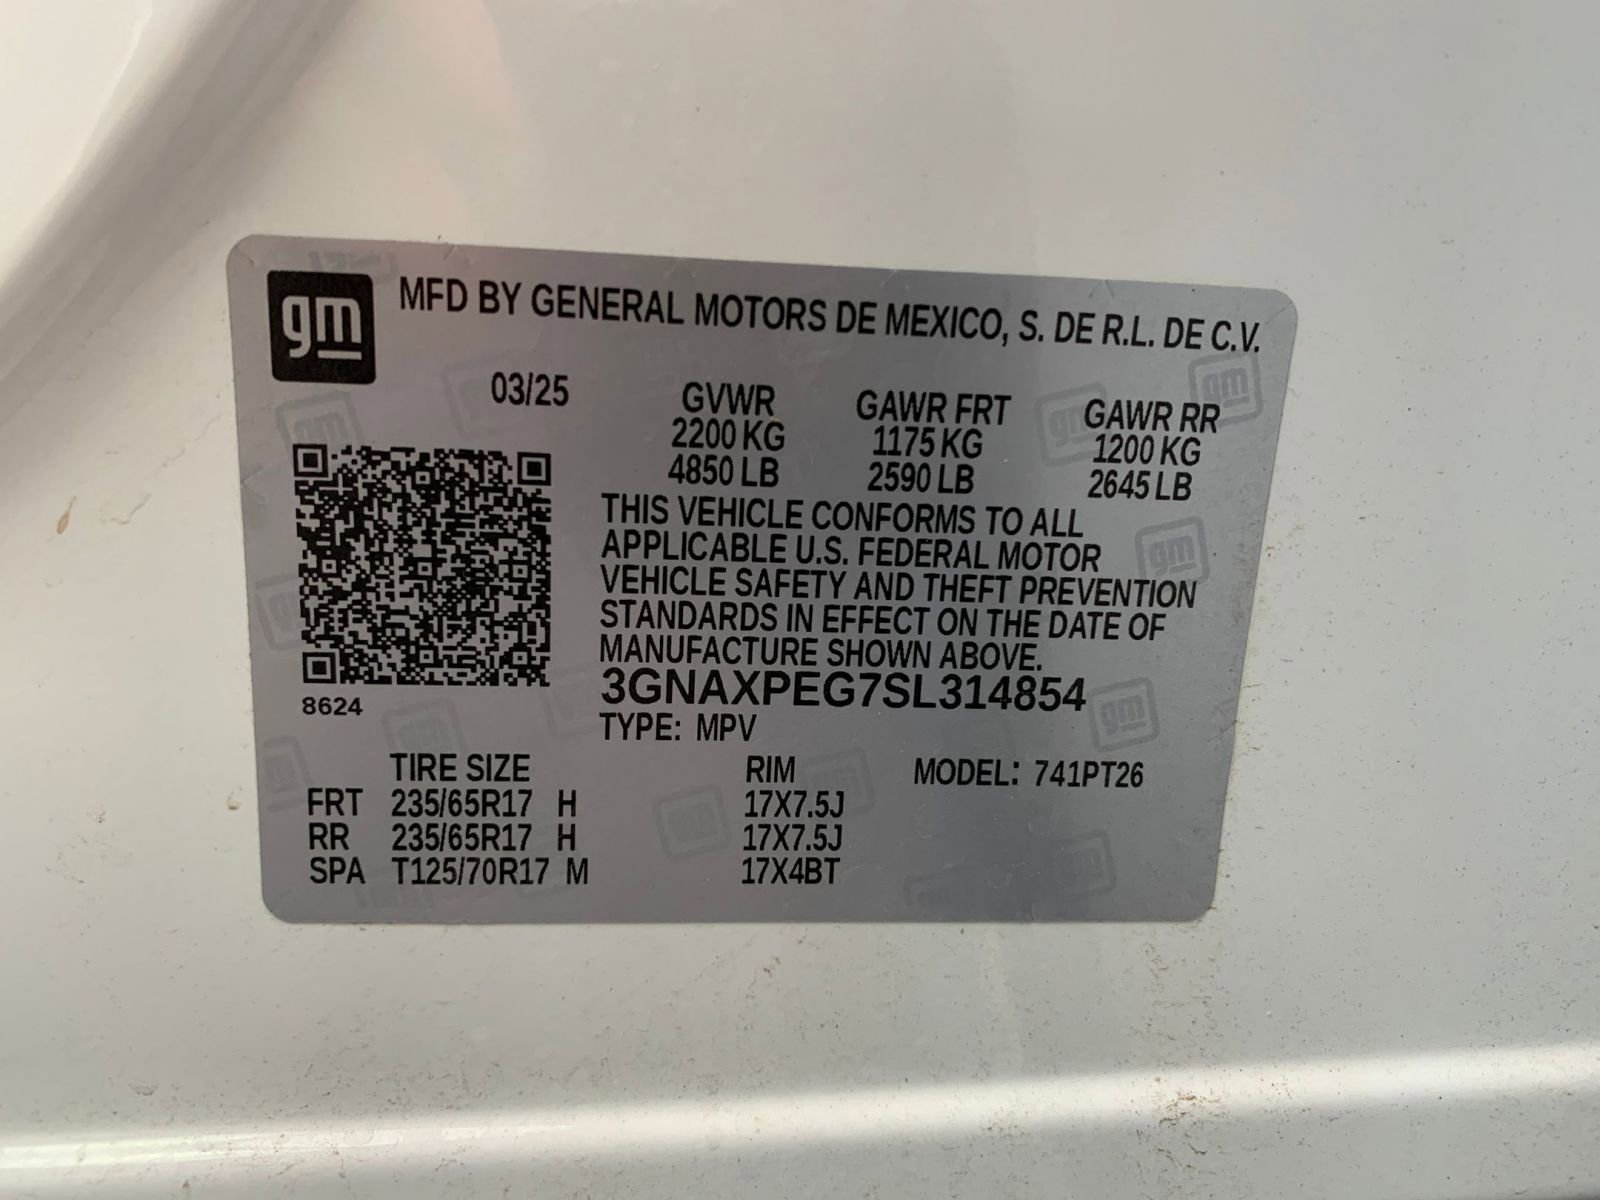 gm MFD BY GENERAL MOTORS DE MEXICO, S. DE R.L. DE C.V.
03/25 GVWR GAWR FRT GAWR RR
2200 KG 1175 KG 1200 KG
4850 LB 2590 LB 2645 LB
THIS VEHICLE CONFORMS TO ALL
APPLICABLE U.S. FEDERAL MOTOR
VEHICLE SAFETY AND THEFT PREVENTION
STANDARDS IN EFFECT ON THE DATE OF
MANUFACTURE SHOWN ABOVE.
3GNAXPEG7SL314854
8624
TYPE: MPV
TIRE SIZE RIM MODEL: 741PT26
FRT 235/65R17 H 17X7.5J
RR 235/65R17 H 17X7.5J
SPA T125/70R17 M 17X4BT